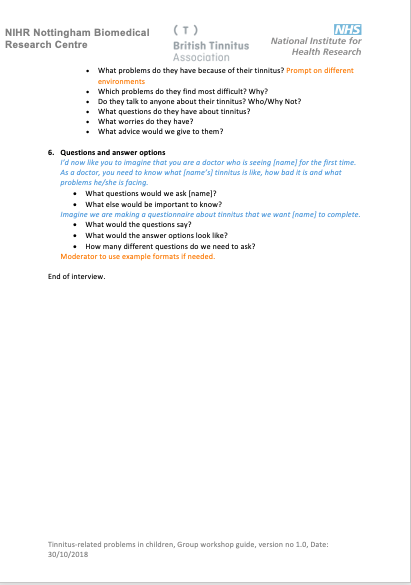 NIHR Nottingham Biomedical
Research Centre
( T )
British Tinnitus
Association
NHS
National Institute for
Health Research
• What problems do they have because of their tinnitus? Prompt on different
environments
• Which problems do they find most difficult? Why?
• Do they talk to anyone about their tinnitus? Who/Why Not?
• What questions do they have about tinnitus?
• What worries do they have?
• What advice would we give to them?
6. Questions and answer options
I'd now like you to imagine that you are a doctor who is seeing [name] for the first time.
As a doctor, you need to know what [name's] tinnitus is like, how bad it is and what
problems he/she is facing.
• What questions would we ask [name]?
• What else would be important to know?
Imagine we are making a questionnaire about tinnitus that we want [name] to complete.
• What would the questions say?
• What would the answer options look like?
• How many different questions do we need to ask?
Moderator to use example formats if needed.
End of interview.
Tinnitus-related problems in children, Group workshop guide, version no 1.0, Date:
30/10/2018